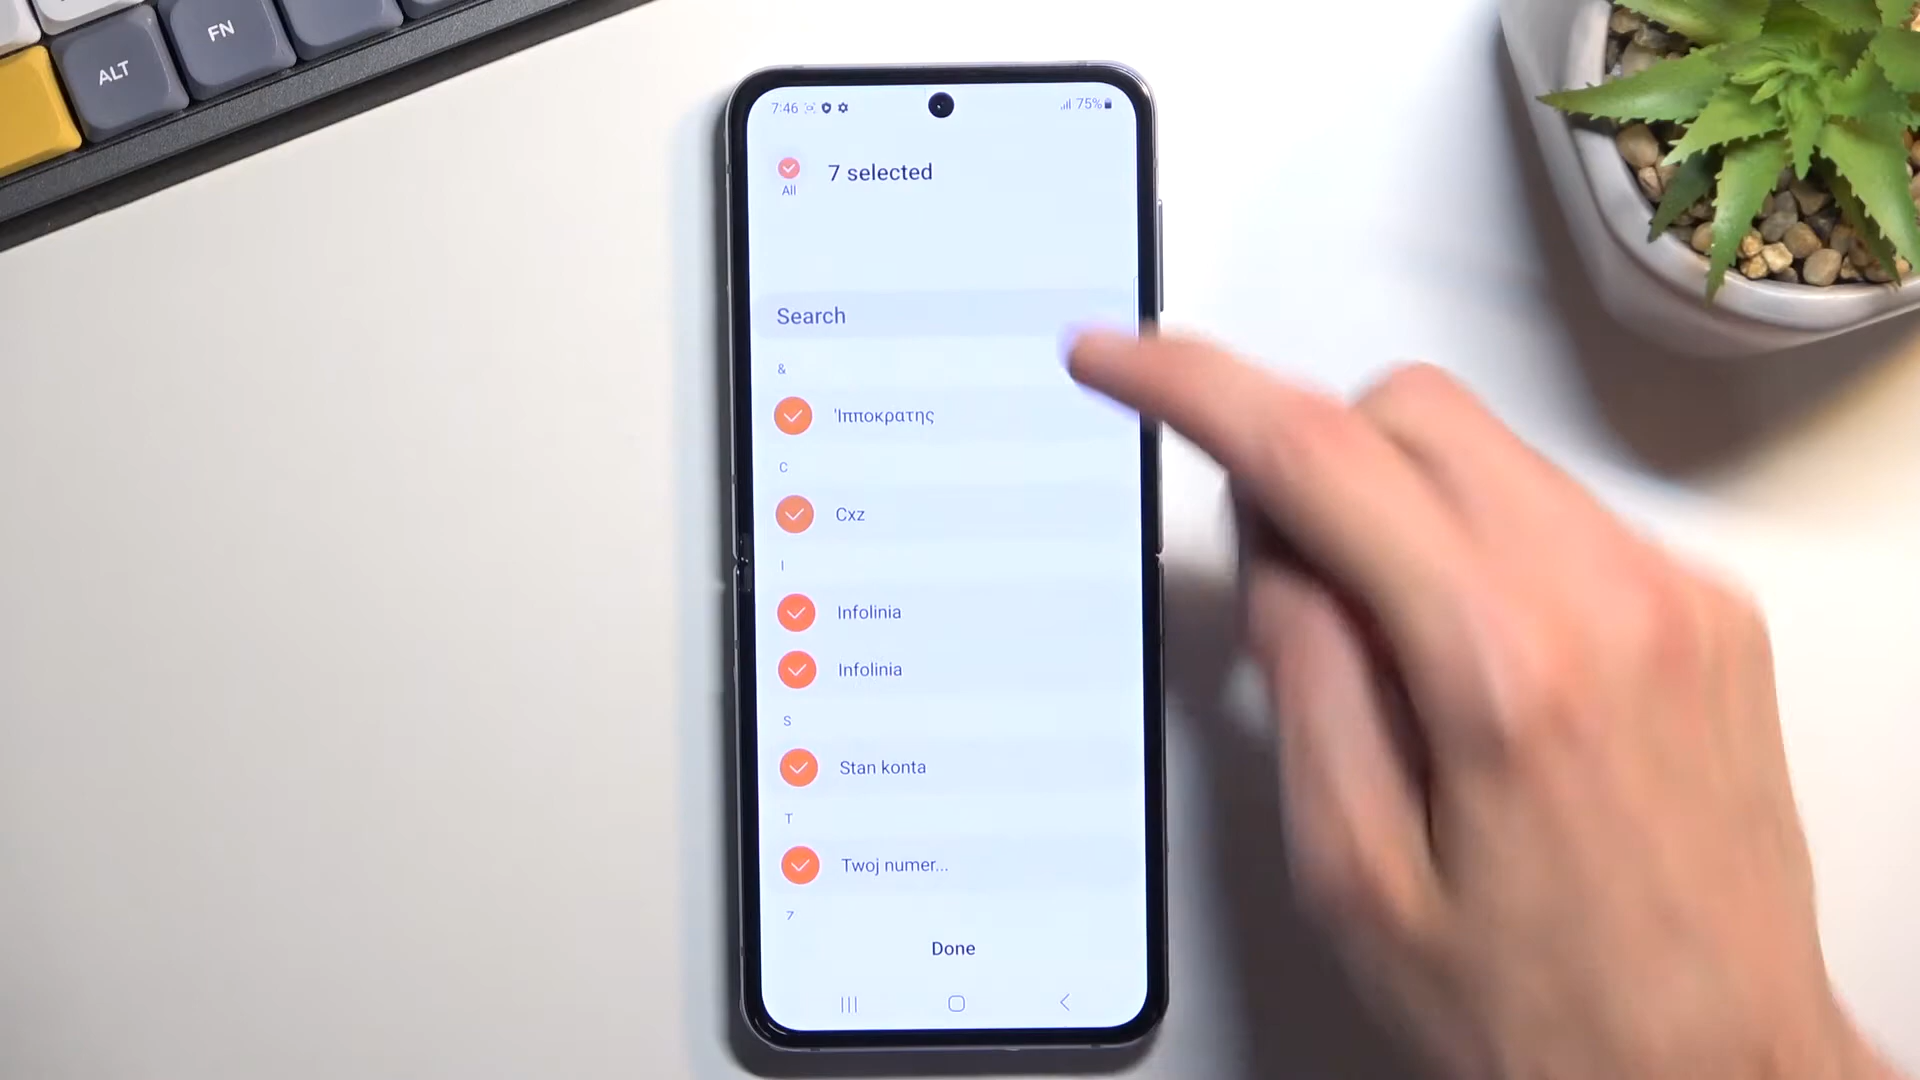 FN
ALT
7:46
75%
All
7 selected
Search
&
'Ιπποκρατης
C
Cxz
I
Infolinia
Infolinia
S
Stan konta
T
Twoj numer...
Done